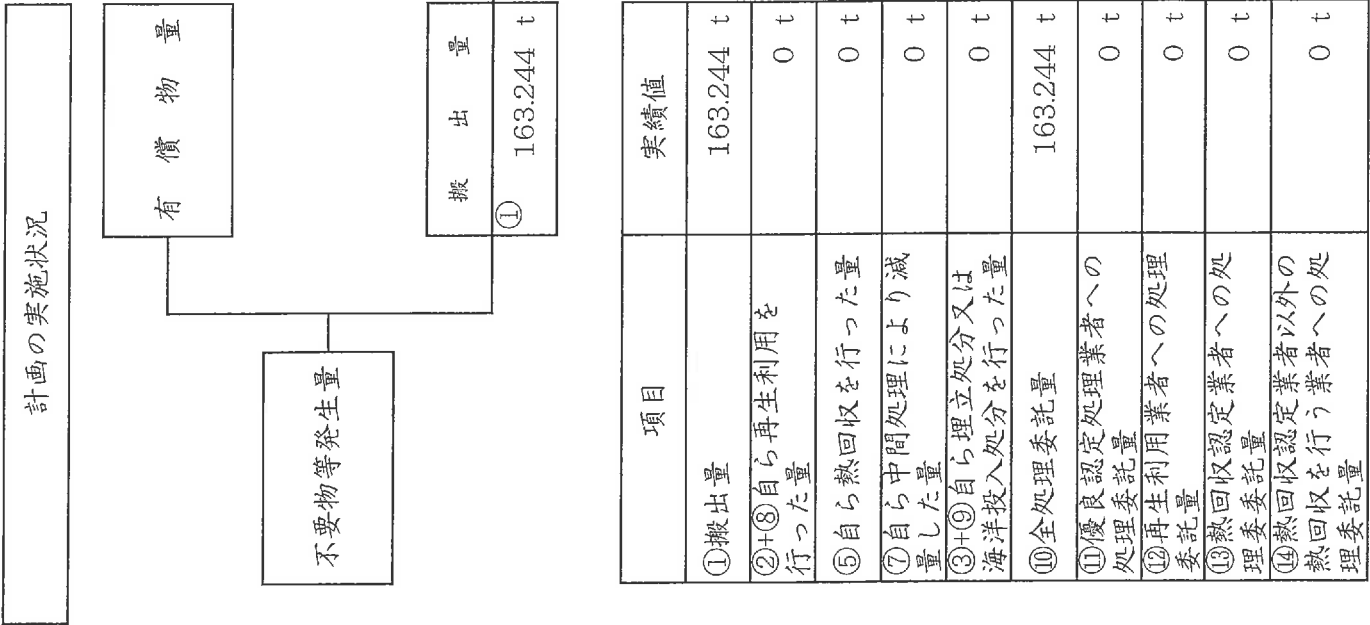 計画の実施状況
有償物量
不要物等発生量
搬出量
① 163.244 t
項目 実績値
①搬出量 163.244 t
②+⑧自ら再生利用を
行った量 0 t
⑤自ら熱回収を行った量 0 t
⑦自ら中間処理により減
量した量 0 t
③+⑨自ら埋立処分又は
海洋投入処分を行った量 0 t
⑩全処理委託量 163.244 t
⑪優良認定処理業者への
処理委託量 0 t
⑫再生利用業者への処理
委託量 0 t
⑬熱回収認定業者への処
理委委託量 0 t
⑭熱回収認定業者以外の
熱回収を行う業者への処
理委託量 0 t